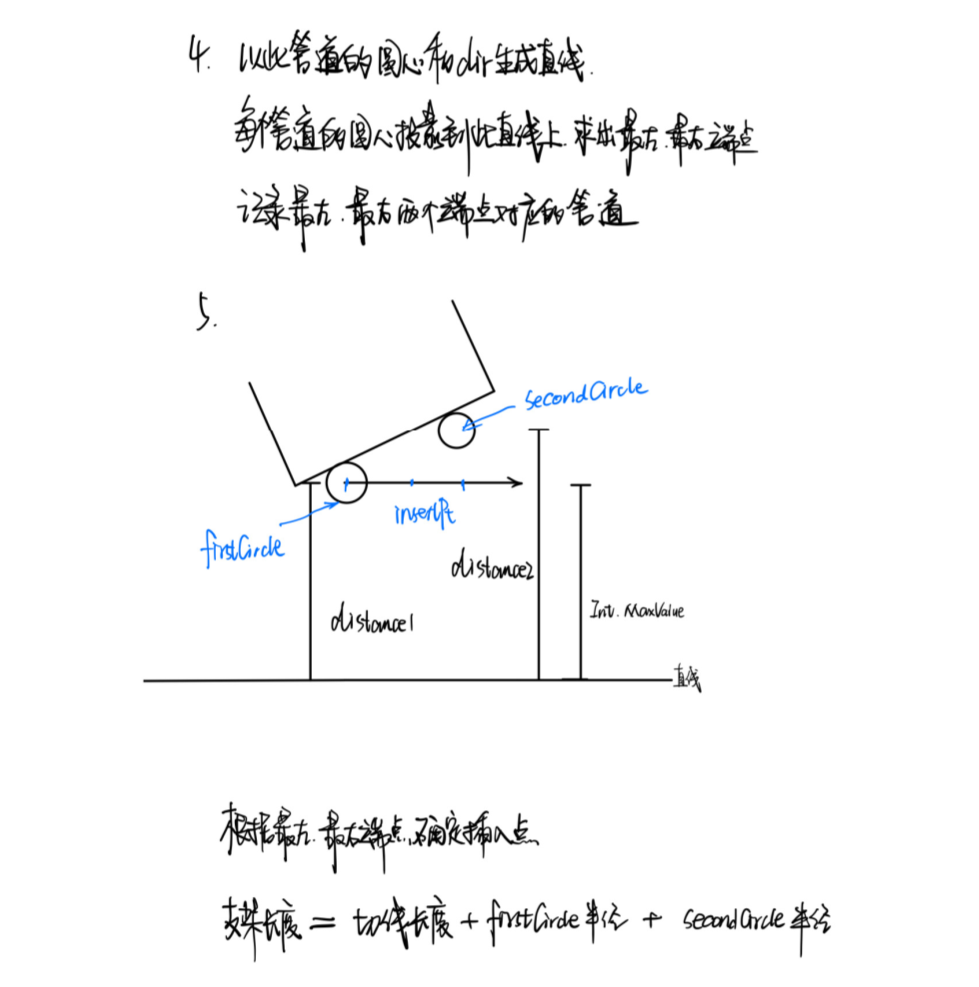 4. 以此管道的圆心和dir生成直线.
每个管道的圆心投影到此直线上.求出最左.最右端点
记录最左.最右两个端点对应的管道
5.
secondCircle
insertPt
firstCircle
distance2
distance1
Int.MaxValue
直线
根据最左.最右端点,确定插入点
支架长度 = 切线长度 + firstCircle半径 + secondCircle半径